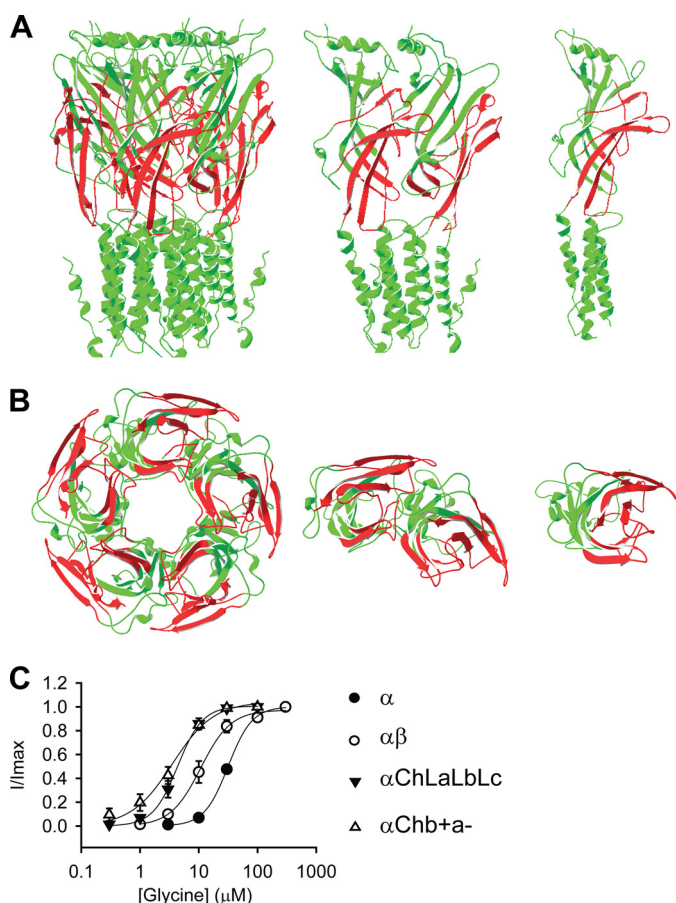 A
B
C
1.2
1.0
0.8
0.6
0.4
0.2
0.0
I/Imax
0.1 1 10 100 1000
[Glycine] (μM)
α
αβ
αChLaLbLc
αChb+a-